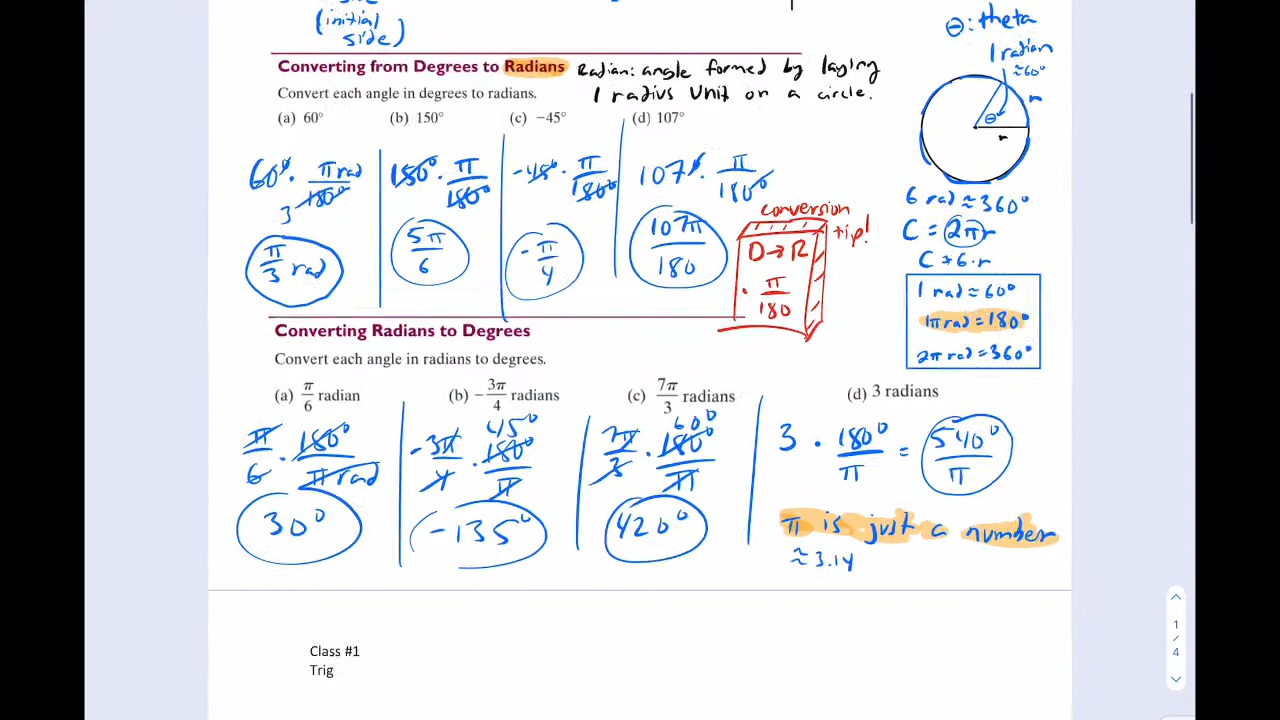 (initial
side)
Θ: theta
1 radian
≈60°
r
Θ
r
Converting from Degrees to Radians Radian: angle formed by laying
1 radius unit on a circle.
Convert each angle in degrees to radians.
(a) 60° (b) 150° (c) −45° (d) 107°
60° · π rad / 180°
3
π/3 rad
150° · π/180°
5π/6
-45° · π/180°
-π/4
107° · π/180°
107π/180
conversion
tip!
D→R
· π/180
6 rad ≈ 360°
C = 2πr
C ≈ 6·r
1 rad ≈ 60°
1π rad = 180°
2π rad = 360°
Converting Radians to Degrees
Convert each angle in radians to degrees.
(a) π/6 radian (b) −3π/4 radians (c) 7π/3 radians (d) 3 radians
π/6 · 180°/π rad
30°
45°
-3π/4 · 180°/π
-135°
60°
7π/3 · 180°/π
420°
3 · 180°/π = 540°/π
π is just a number
≈ 3.14
Class #1
Trig
1
/
4